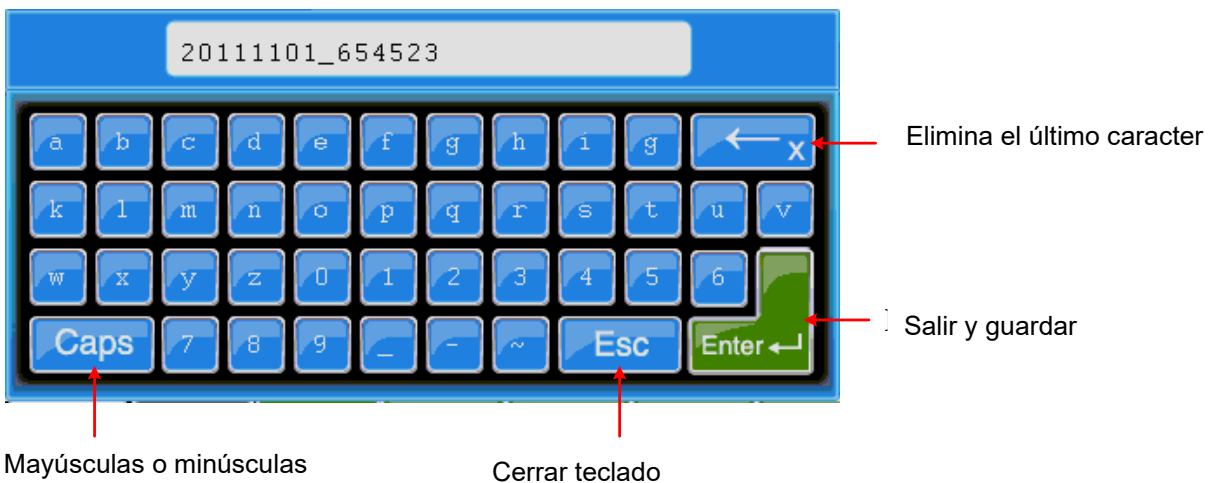 20111101_654523
a b c d e f g h i g ← x
Elimina el último caracter
k l m n o p q r s t u v
w x y z 0 1 2 3 4 5 6
Salir y guardar
Caps 7 8 9 _ - ~ Esc Enter
Mayúsculas o minúsculas
Cerrar teclado